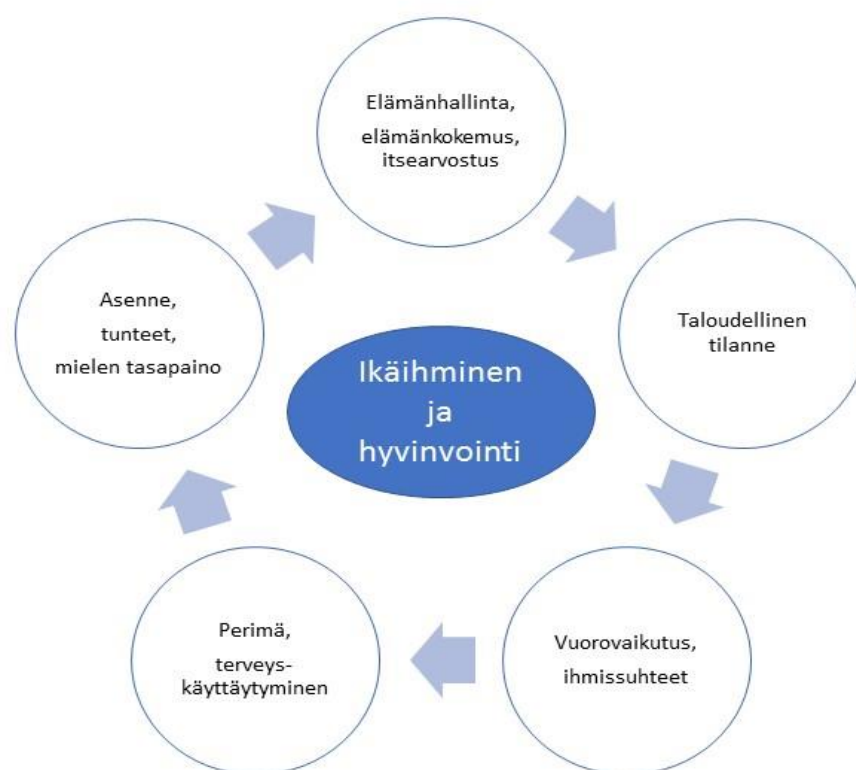 Elämänhallinta,
elämänkokemus,
itsearvostus
Taloudellinen
tilanne
Vuorovaikutus,
ihmissuhteet
Perimä,
terveys-
käyttäytyminen
Asenne,
tunteet,
mielen tasapaino
Ikäihminen
ja
hyvinvointi